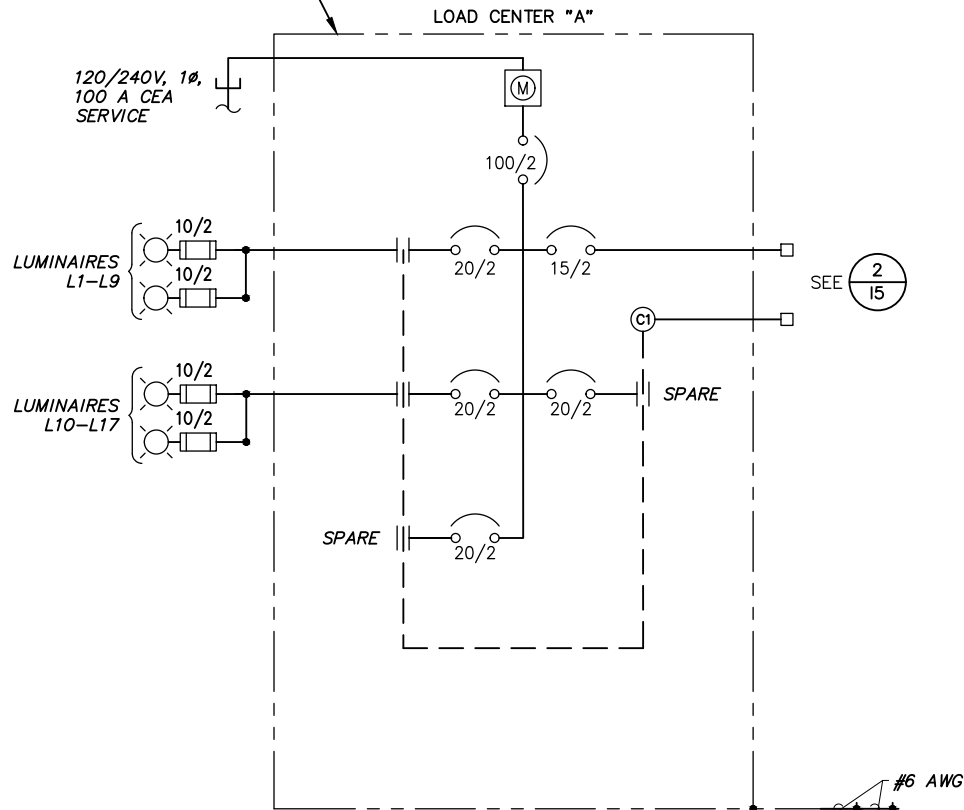 LOAD CENTER "A"
120/240V, 1ø,
100 A CEA
SERVICE
M
100/2
10/2
20/2
15/2
LUMINAIRES
L1-L9
10/2
SEE 2
15
C1
10/2
20/2
20/2
SPARE
LUMINAIRES
L10-L17
10/2
SPARE
20/2
#6 AWG